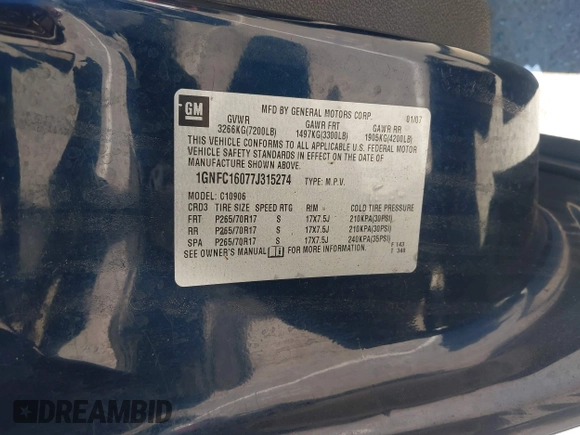 GM
MFD BY GENERAL MOTORS CORP. 01/07
GVWR GAWR FRT GAWR RR
3266KG(7200LB) 1497KG(3300LB) 1905KG(4200LB)
THIS VEHICLE CONFORMS TO ALL APPLICABLE U.S. FEDERAL MOTOR
VEHICLE SAFETY STANDARDS IN EFFECT ON THE DATE OF
MANUFACTURE SHOWN ABOVE.
1GNFC16077J315274 TYPE: M.P.V.
MODEL: C10906
CRD3 TIRE SIZE SPEED RTG RIM COLD TIRE PRESSURE
FRT P265/70R17 S 17X7.5J 210KPA(30PSI)
RR P265/70R17 S 17X7.5J 210KPA(30PSI)
SPA P265/70R17 S 17X7.5J 240KPA(35PSI)
SEE OWNER'S MANUAL FOR MORE INFORMATION. F 143
T 344
DREAMBID